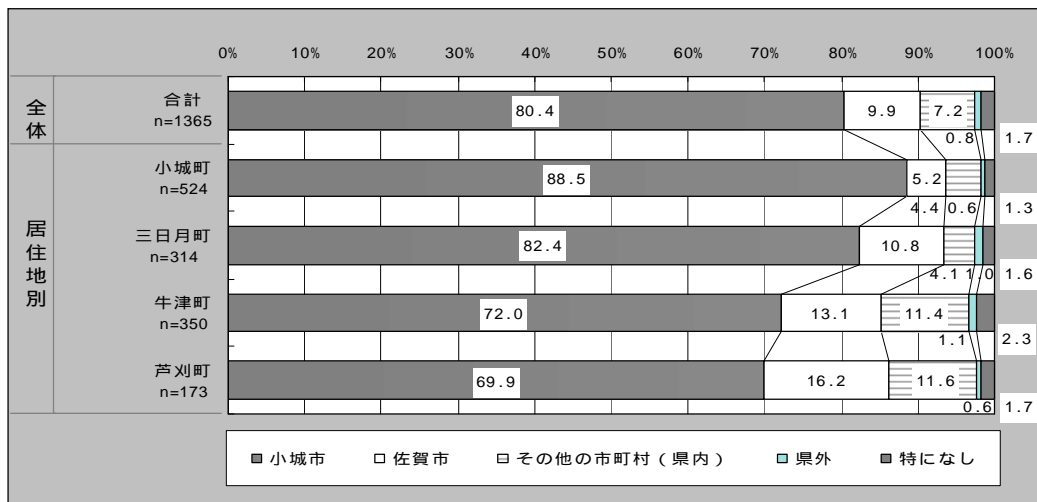 0% 10% 20% 30% 40% 50% 60% 70% 80% 90% 100%
全体
合計
n=1365
80.4 9.9 7.2
0.8 1.7
居住地別
小城町
n=524
88.5 5.2
4.4 0.6 1.3
三日月町
n=314
82.4 10.8
4.1 1.0 1.6
牛津町
n=350
72.0 13.1 11.4
1.1 2.3
芦刈町
n=173
69.9 16.2 11.6
0.6 1.7
小城市 佐賀市 その他の市町村（県内） 県外 特になし